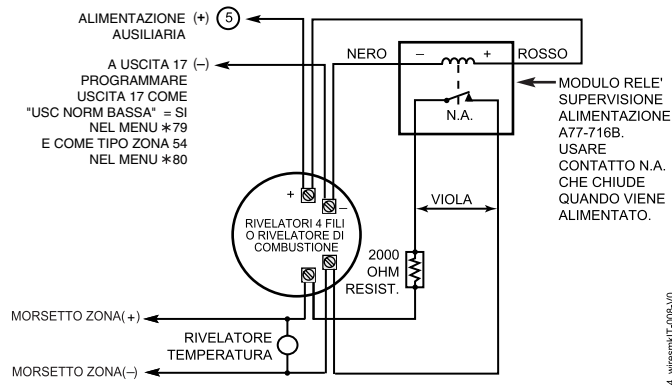 ALIMENTAZIONE (+) 5
AUSILIARIA
A USCITA 17 (–)
PROGRAMMARE
USCITA 17 COME
"USC NORM BASSA" = SI
NEL MENU ∗79
E COME TIPO ZONA 54
NEL MENU ∗80
NERO
– +
ROSSO
N.A.
MODULO RELE'
SUPERVISIONE
ALIMENTAZIONE
A77-716B.
USARE
CONTATTO N.A.
CHE CHIUDE
QUANDO VIENE
ALIMENTATO.
+ –
RIVELATORI 4 FILI
O RIVELATORE DI
COMBUSTIONE
VIOLA
2000
OHM
RESIST.
MORSETTO ZONA(+)
RIVELATORE
TEMPERATURA
MORSETTO ZONA(–)